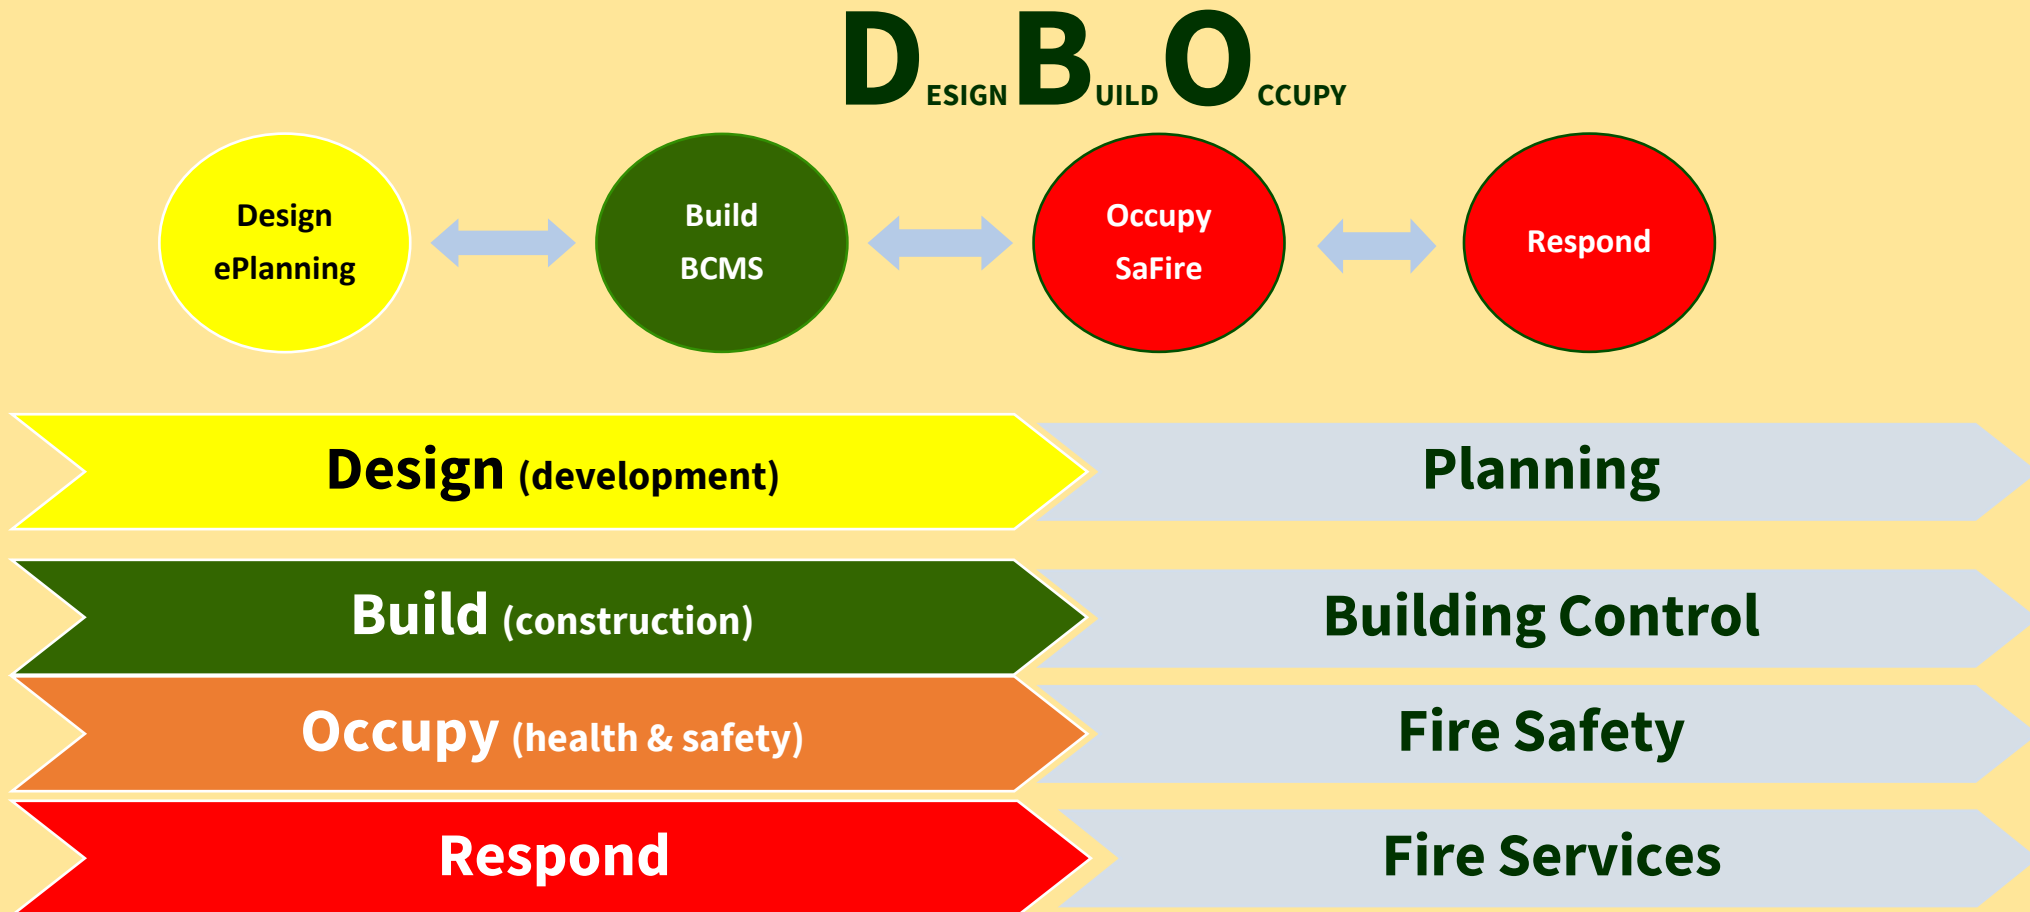 DESIGN BUILD OCCUPY
Design
ePlanning
Build
BCMS
Occupy
SaFire
Respond
Design (development)
Planning
Build (construction)
Building Control
Occupy (health & safety)
Fire Safety
Respond
Fire Services